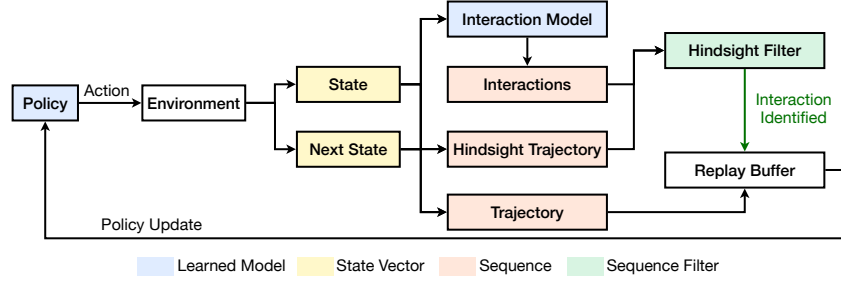 Interaction Model
Hindsight Filter
Policy
Action
Environment
State
Interactions
Interaction
Identified
Next State
Hindsight Trajectory
Replay Buffer
Trajectory
Policy Update
Learned Model
State Vector
Sequence
Sequence Filter